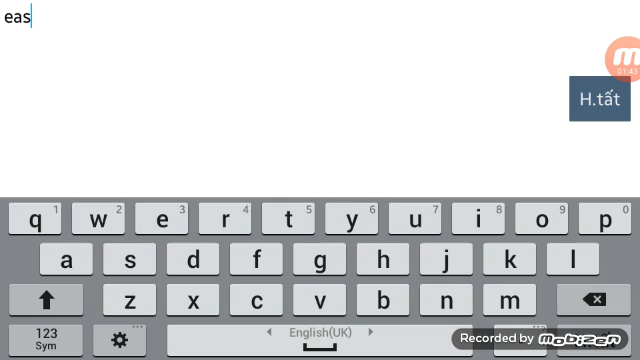 eas
01:43
H.tất
q 1 w 2 e 3 r 4 t 5 y 6 u 7 i 8 o 9 p 0
a s d f g h j k l
z x c v b n m
123 Sym
English(UK)
Recorded by mobizen